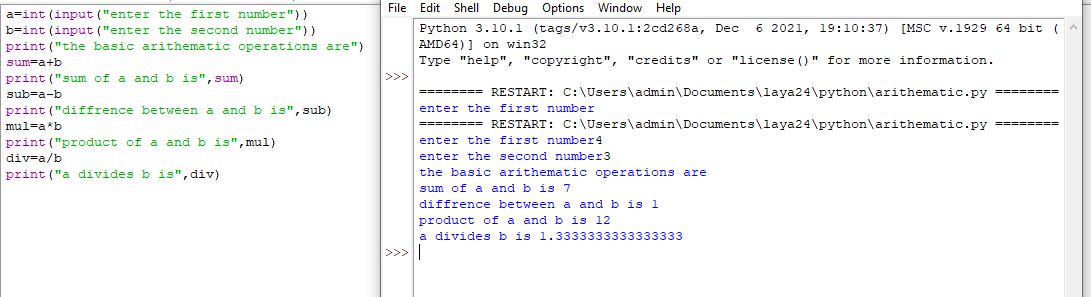 a=int(input("enter the first number"))
b=int(input("enter the second number"))
print("the basic arithematic operations are")
sum=a+b
print("sum of a and b is",sum)
sub=a-b
print("diffrence between a and b is",sub)
mul=a*b
print("product of a and b is",mul)
div=a/b
print("a divides b is",div)
File Edit Shell Debug Options Window Help
Python 3.10.1 (tags/v3.10.1:2cd268a, Dec  6 2021, 19:10:37) [MSC v.1929 64 bit (
AMD64)] on win32
Type "help", "copyright", "credits" or "license()" for more information.
>>>
======== RESTART: C:\Users\admin\Documents\laya24\python\arithematic.py ========
enter the first number
======== RESTART: C:\Users\admin\Documents\laya24\python\arithematic.py ========
enter the first number4
enter the second number3
the basic arithematic operations are
sum of a and b is 7
diffrence between a and b is 1
product of a and b is 12
a divides b is 1.3333333333333333
>>>